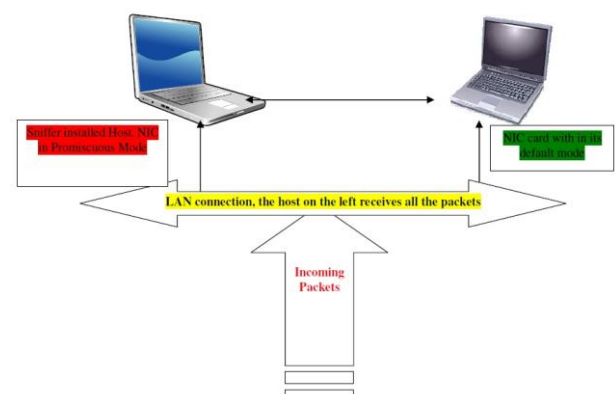 Sniffer installed Host. NIC
in Promiscuous Mode
NIC card with in its
default mode
LAN connection, the host on the left receives all the packets
Incoming
Packets